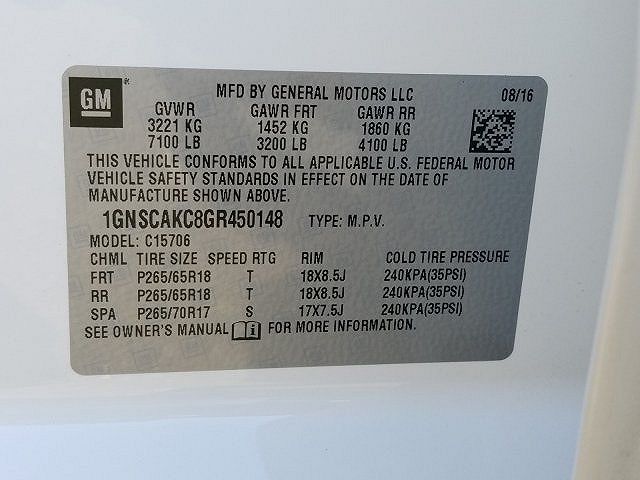 GM®
MFD BY GENERAL MOTORS LLC 08/16
GVWR GAWR FRT GAWR RR
3221 KG 1452 KG 1860 KG
7100 LB 3200 LB 4100 LB
THIS VEHICLE CONFORMS TO ALL APPLICABLE U.S. FEDERAL MOTOR
VEHICLE SAFETY STANDARDS IN EFFECT ON THE DATE OF
MANUFACTURE SHOWN ABOVE.
1GNSCAKC8GR450148 TYPE: M.P.V.
MODEL: C15706
CHML TIRE SIZE SPEED RTG RIM COLD TIRE PRESSURE
FRT P265/65R18 T 18X8.5J 240KPA(35PSI)
RR P265/65R18 T 18X8.5J 240KPA(35PSI)
SPA P265/70R17 S 17X7.5J 240KPA(35PSI)
SEE OWNER'S MANUAL FOR MORE INFORMATION.